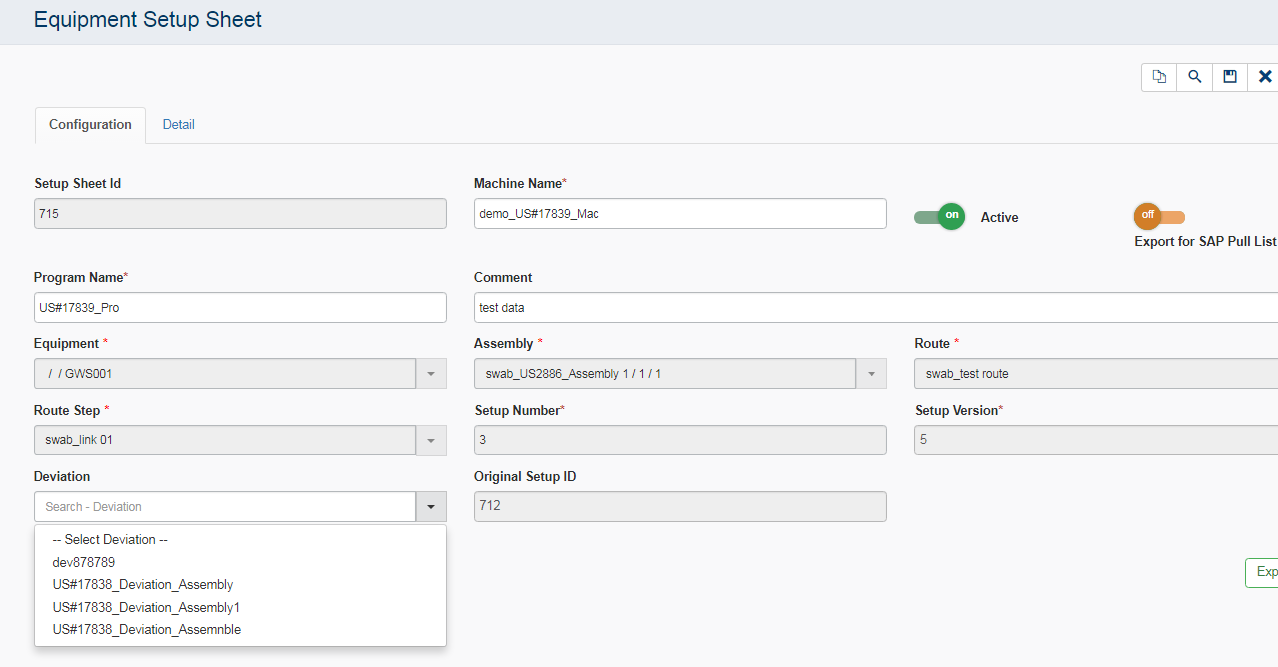 Equipment Setup Sheet
Configuration
Detail
Setup Sheet Id
Machine Name*
715
demo_US#17839_Mac
on
Active
off
Export for SAP Pull List
Program Name*
Comment
US#17839_Pro
test data
Equipment *
Assembly *
Route *
/ / GWS001
swab_US2886_Assembly 1 / 1 / 1
swab_test route
Route Step *
Setup Number*
Setup Version*
swab_link 01
3
5
Deviation
Original Setup ID
Search - Deviation
712
-- Select Deviation --
dev878789
US#17838_Deviation_Assembly
US#17838_Deviation_Assembly1
US#17838_Deviation_Assemnble
Exp